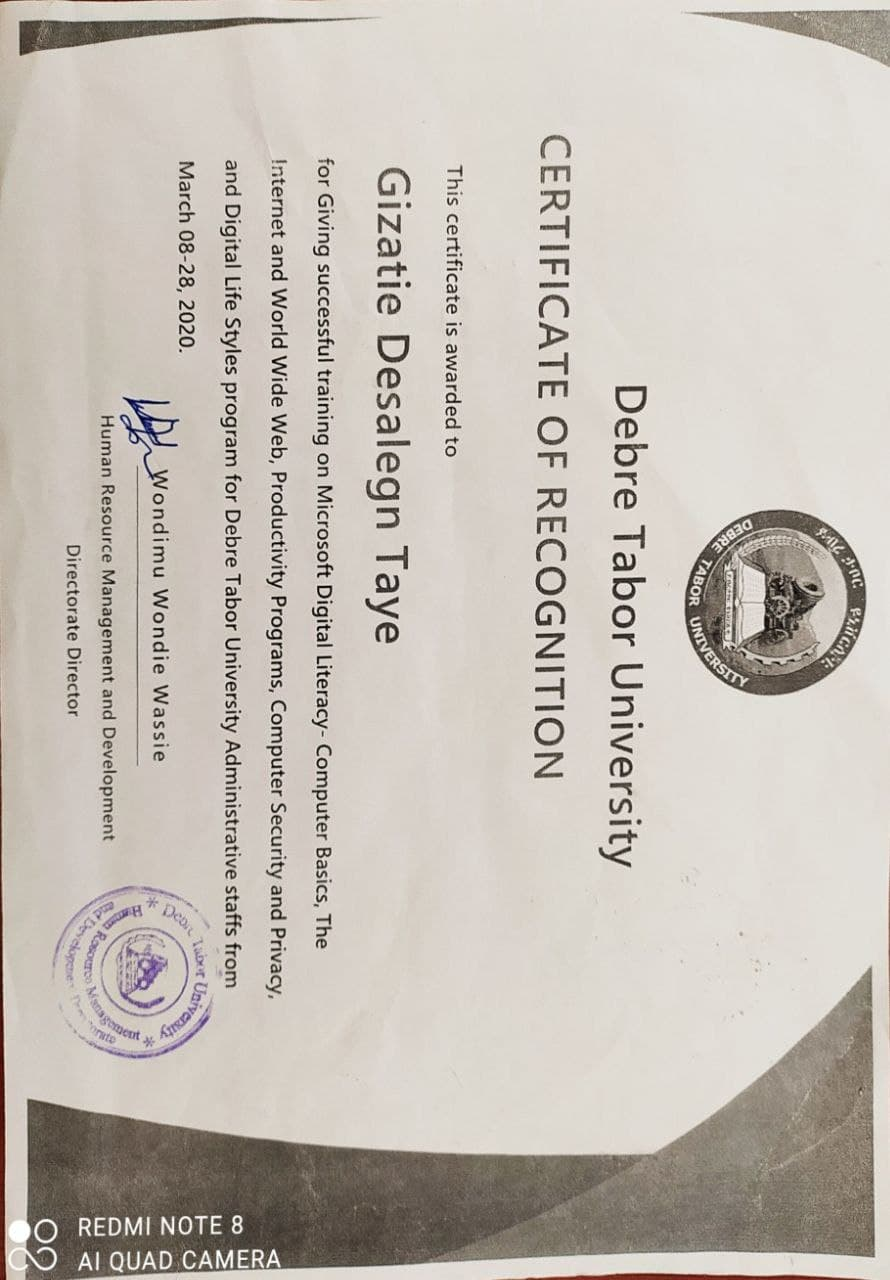 DEBRE TABOR UNIVERSITY
Debre Tabor University
CERTIFICATE OF RECOGNITION
This certificate is awarded to
Gizatie Desalegn Taye
for Giving successful training on Microsoft Digital Literacy- Computer Basics, The
Internet and World Wide Web, Productivity Programs, Computer Security and Privacy,
and Digital Life Styles program for Debre Tabor University Administrative staffs from
March 08-28, 2020.
Wondimu Wondie Wassie
Human Resource Management and Development
Directorate Director
Tabor University
Human Resource Management
REDMI NOTE 8
AI QUAD CAMERA